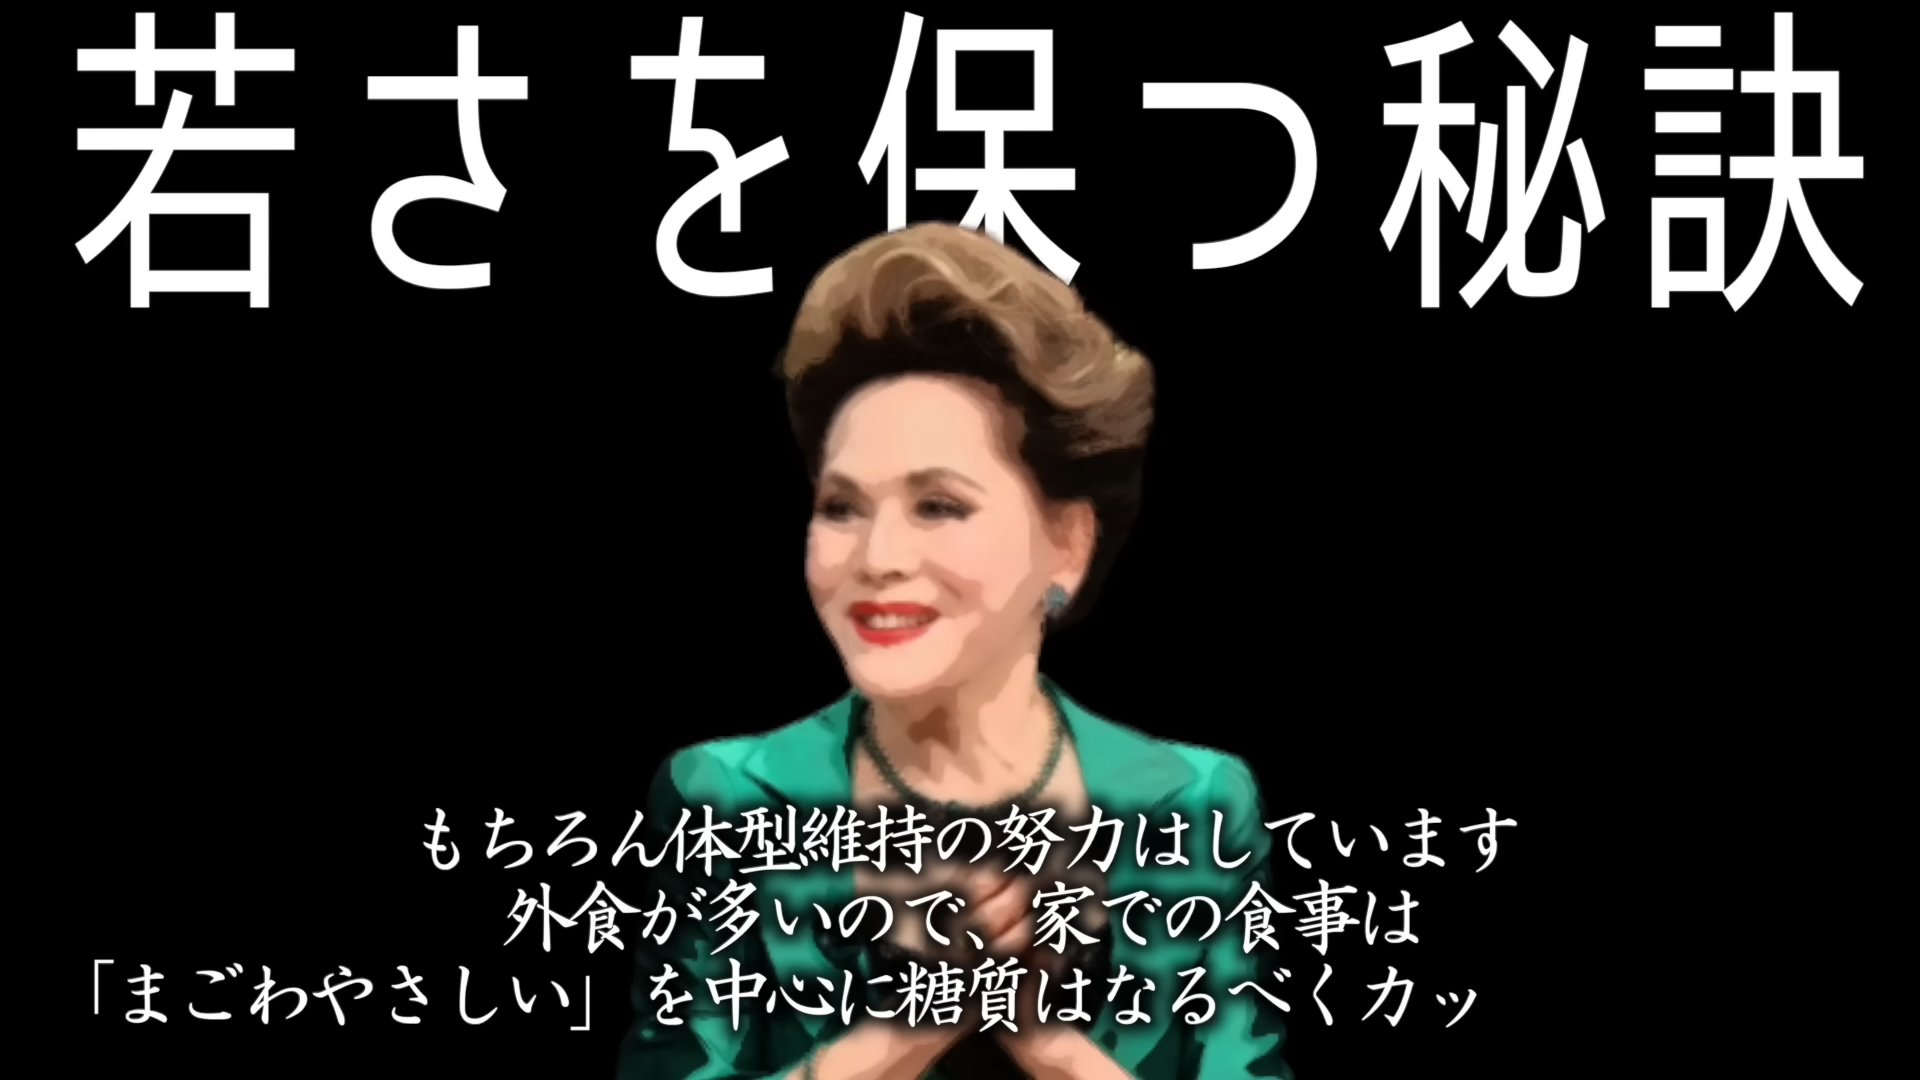 若さを保つ秘訣
もちろん体型維持の努力はしています
外食が多いので、家での食事は
「まごわやさしい」を中心に糖質はなるべくカッ